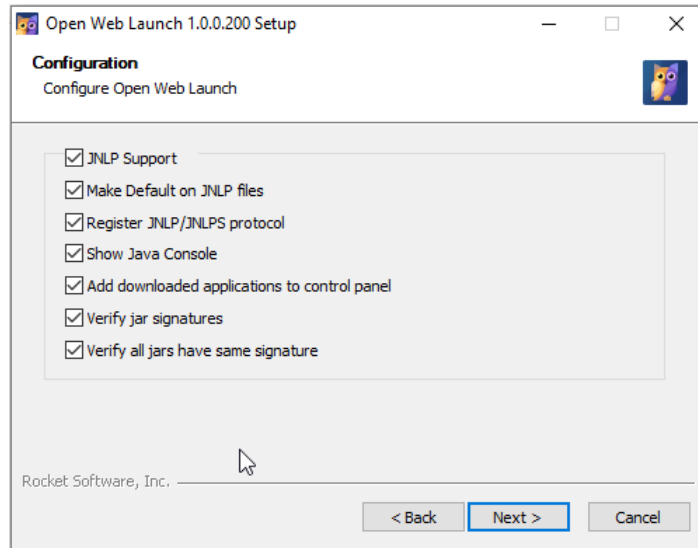 Open Web Launch 1.0.0.200 Setup
Configuration
Configure Open Web Launch
JNLP Support
Make Default on JNLP files
Register JNLP/JNLPS protocol
Show Java Console
Add downloaded applications to control panel
Verify jar signatures
Verify all jars have same signature
Rocket Software, Inc.
< Back Next > Cancel